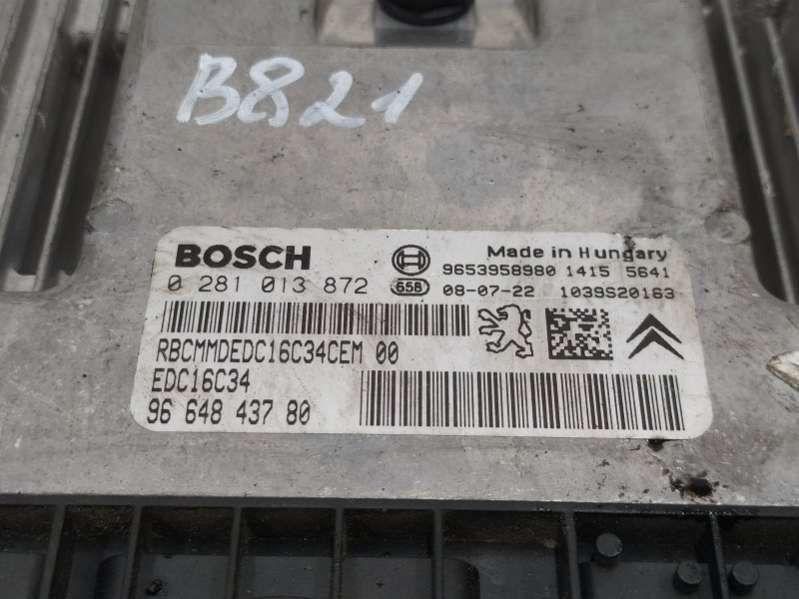 B821
BOSCH
Made in Hungary
9653958980 1415 5641
0 281 013 872
65B 08-07-22 1039S20163
RBCMMDEDC16C34CEM 00
EDC16C34
96 648 437 80